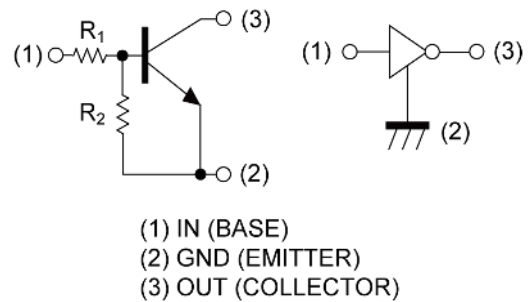 (3)
R1
(1)
R2
(2)
(1)
(3)
(2)
(1) IN (BASE)
(2) GND (EMITTER)
(3) OUT (COLLECTOR)